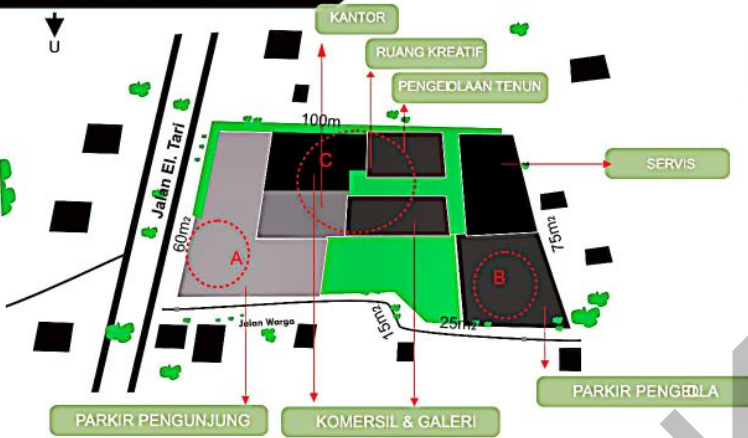 KANTOR
U
RUANG KREATIF
PENGELOLAAN TENUN
100m
C
Jalan El. Tari
SERVIS
60m2
75m2
A
B
Jalan Warga
15m2
25m2
PARKIR PENGUNJUNG
KOMERSIL & GALERI
PARKIR PENGELOLA